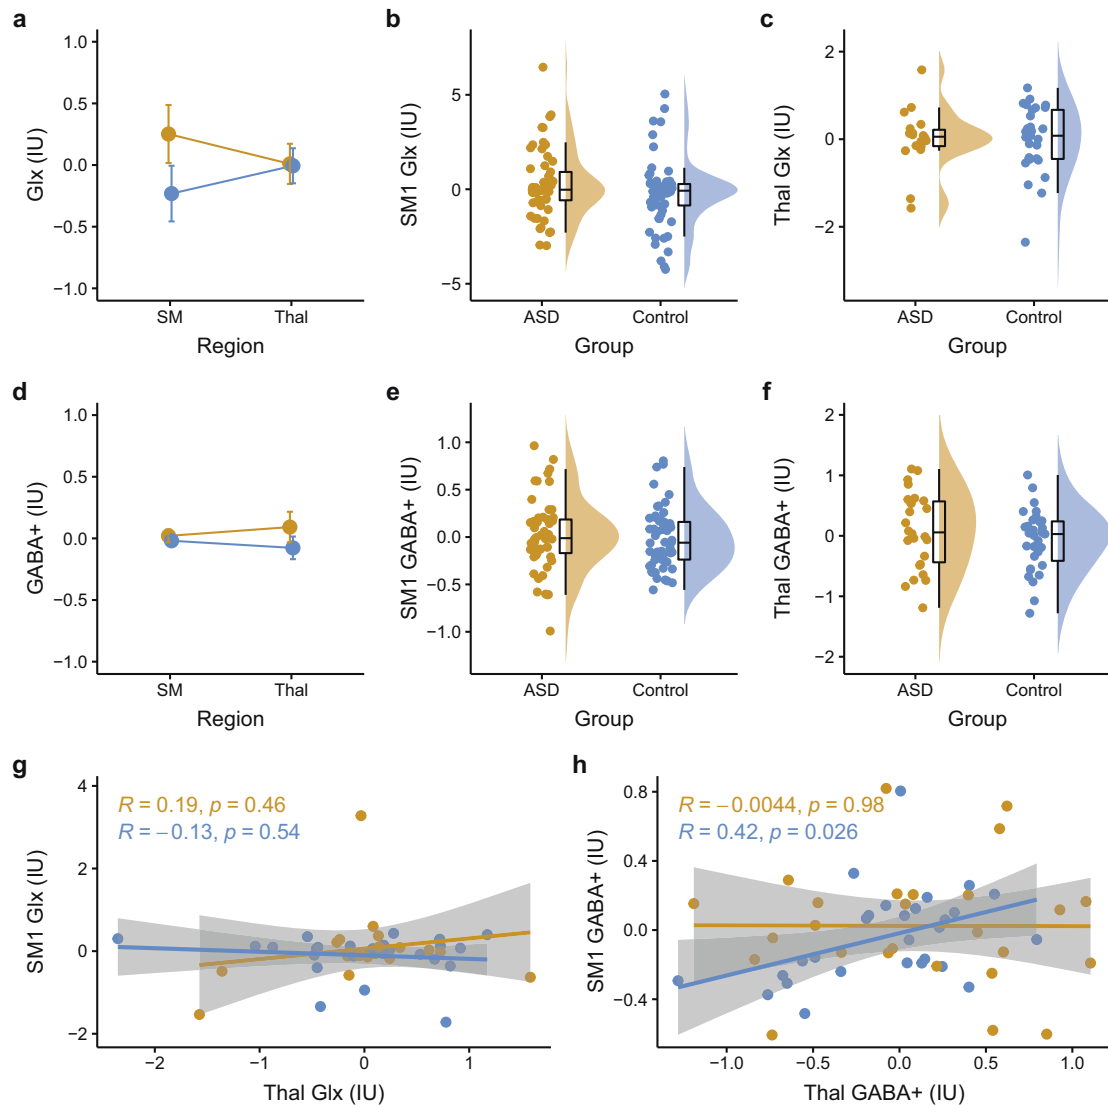 a
1.0
0.5
0.0
−0.5
−1.0
Glx (IU)
SM
Thal
Region
b
5
0
−5
SM1 Glx (IU)
ASD
Control
Group
c
2
0
−2
Thal Glx (IU)
ASD
Control
Group
d
1.0
0.5
0.0
−0.5
−1.0
GABA+ (IU)
SM
Thal
Region
e
1.0
0.5
0.0
−0.5
−1.0
SM1 GABA+ (IU)
ASD
Control
Group
f
2
1
0
−1
−2
Thal GABA+ (IU)
ASD
Control
Group
g
4
2
0
−2
SM1 Glx (IU)
R = 0.19, p = 0.46
R = −0.13, p = 0.54
−2
−1
0
1
Thal Glx (IU)
h
0.8
0.4
0.0
−0.4
SM1 GABA+ (IU)
R = −0.0044, p = 0.98
R = 0.42, p = 0.026
−1.0
−0.5
0.0
0.5
1.0
Thal GABA+ (IU)